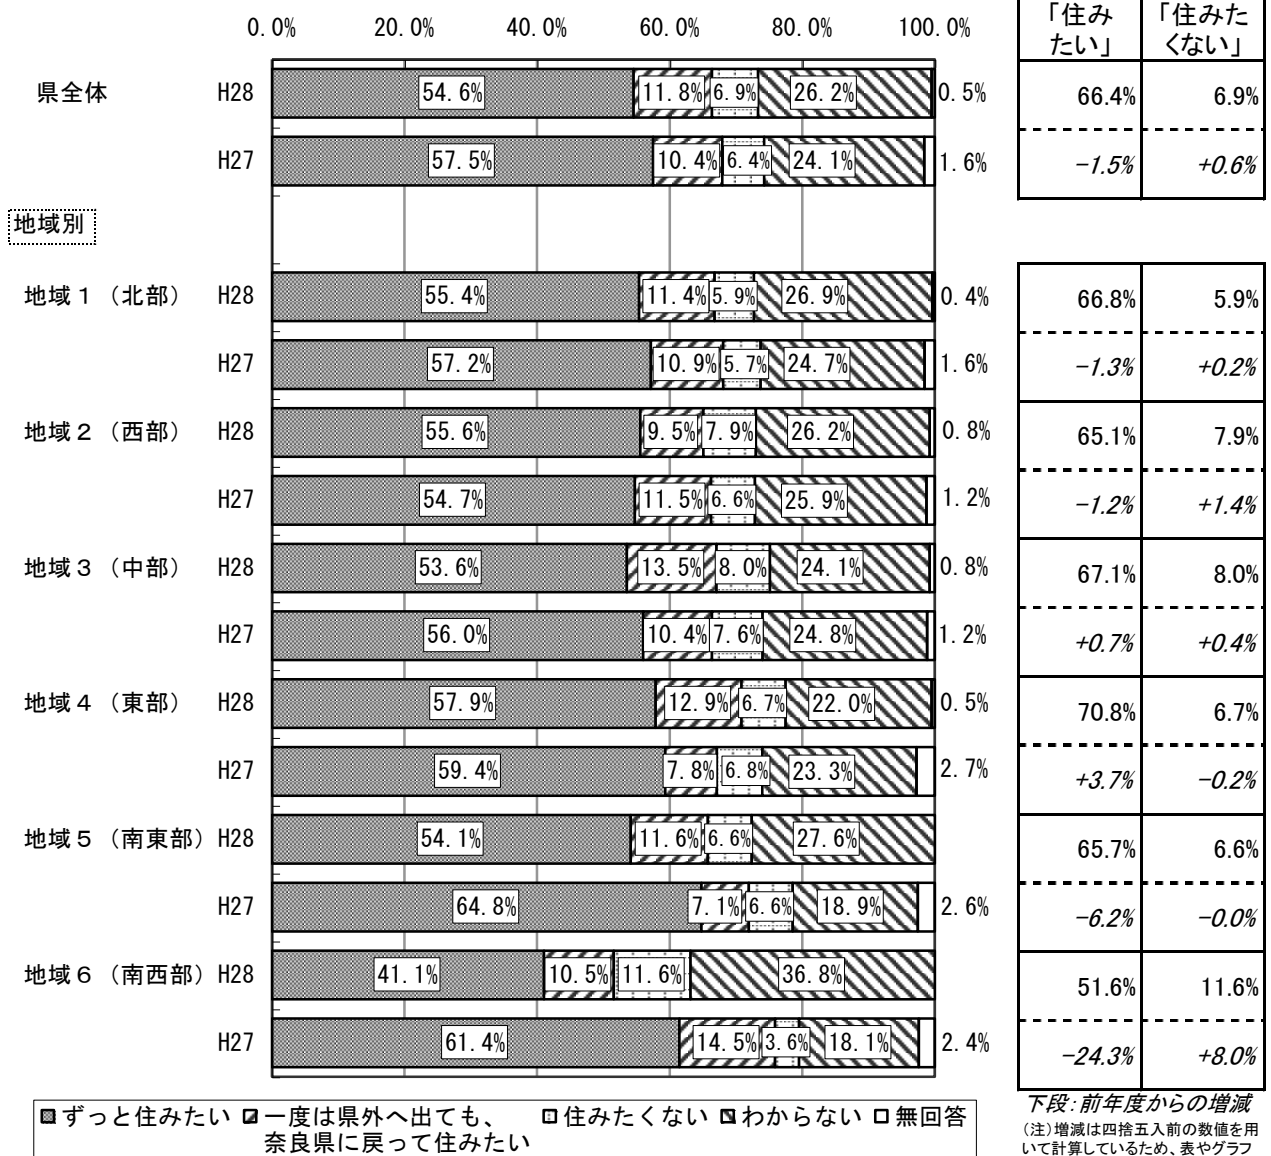 0.0% 20.0% 40.0% 60.0% 80.0% 100.0%
「住みたい」 「住みたくない」
県全体 H28 54.6% 11.8% 6.9% 26.2% 0.5% 66.4% 6.9%
H27 57.5% 10.4% 6.4% 24.1% 1.6% -1.5% +0.6%
地域別
地域1（北部） H28 55.4% 11.4% 5.9% 26.9% 0.4% 66.8% 5.9%
H27 57.2% 10.9% 5.7% 24.7% 1.6% -1.3% +0.2%
地域2（西部） H28 55.6% 9.5% 7.9% 26.2% 0.8% 65.1% 7.9%
H27 54.7% 11.5% 6.6% 25.9% 1.2% -1.2% +1.4%
地域3（中部） H28 53.6% 13.5% 8.0% 24.1% 0.8% 67.1% 8.0%
H27 56.0% 10.4% 7.6% 24.8% 1.2% +0.7% +0.4%
地域4（東部） H28 57.9% 12.9% 6.7% 22.0% 0.5% 70.8% 6.7%
H27 59.4% 7.8% 6.8% 23.3% 2.7% +3.7% -0.2%
地域5（南東部） H28 54.1% 11.6% 6.6% 27.6% 65.7% 6.6%
H27 64.8% 7.1% 6.6% 18.9% 2.6% -6.2% -0.0%
地域6（南西部） H28 41.1% 10.5% 11.6% 36.8% 51.6% 11.6%
H27 61.4% 14.5% 3.6% 18.1% 2.4% -24.3% +8.0%
ずっと住みたい 一度は県外へ出ても、 住みたくない わからない 無回答
奈良県に戻って住みたい
下段：前年度からの増減
（注）増減は四捨五入前の数値を用
いて計算しているため、表やグラフ